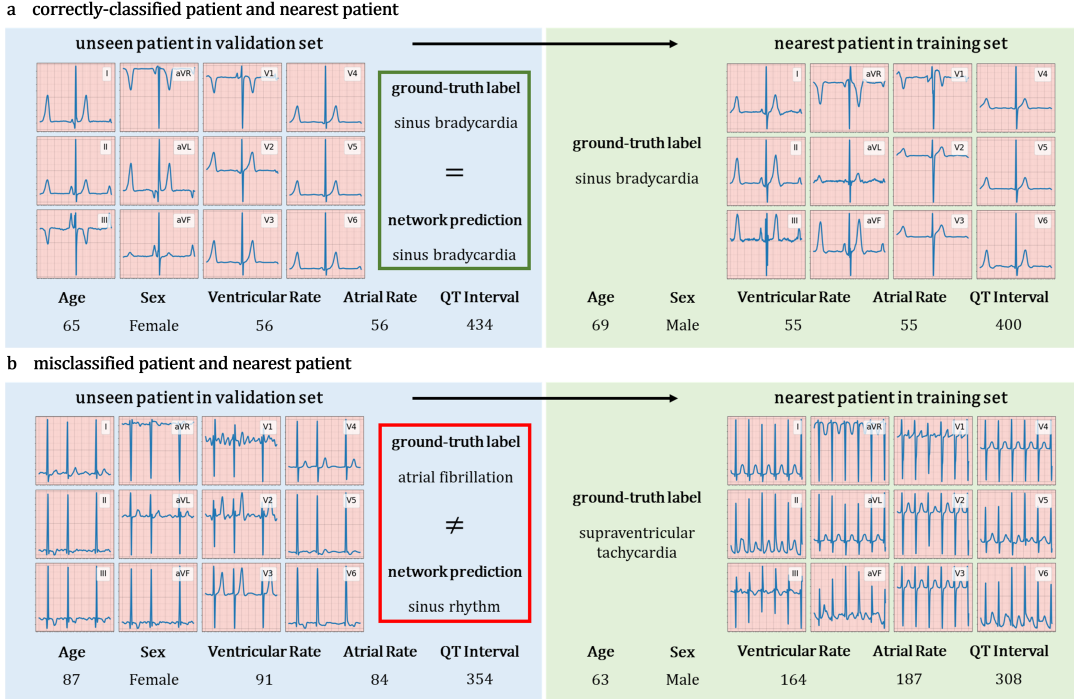 a correctly-classified patient and nearest patient
unseen patient in validation set
nearest patient in training set
I aVR V1 V4
II aVL V2 V5
III aVF V3 V6
ground-truth label
sinus bradycardia
=
network prediction
sinus bradycardia
Age Sex Ventricular Rate Atrial Rate QT Interval
65 Female 56 56 434
ground-truth label
sinus bradycardia
I aVR V1 V4
II aVL V2 V5
III aVF V3 V6
Age Sex Ventricular Rate Atrial Rate QT Interval
69 Male 55 55 400
b misclassified patient and nearest patient
unseen patient in validation set
nearest patient in training set
I aVR V1 V4
II aVL V2 V5
III aVF V3 V6
ground-truth label
atrial fibrillation
≠
network prediction
sinus rhythm
Age Sex Ventricular Rate Atrial Rate QT Interval
87 Female 91 84 354
ground-truth label
supraventricular
tachycardia
I aVR V1 V4
II aVL V2 V5
III aVF V3 V6
Age Sex Ventricular Rate Atrial Rate QT Interval
63 Male 164 187 308